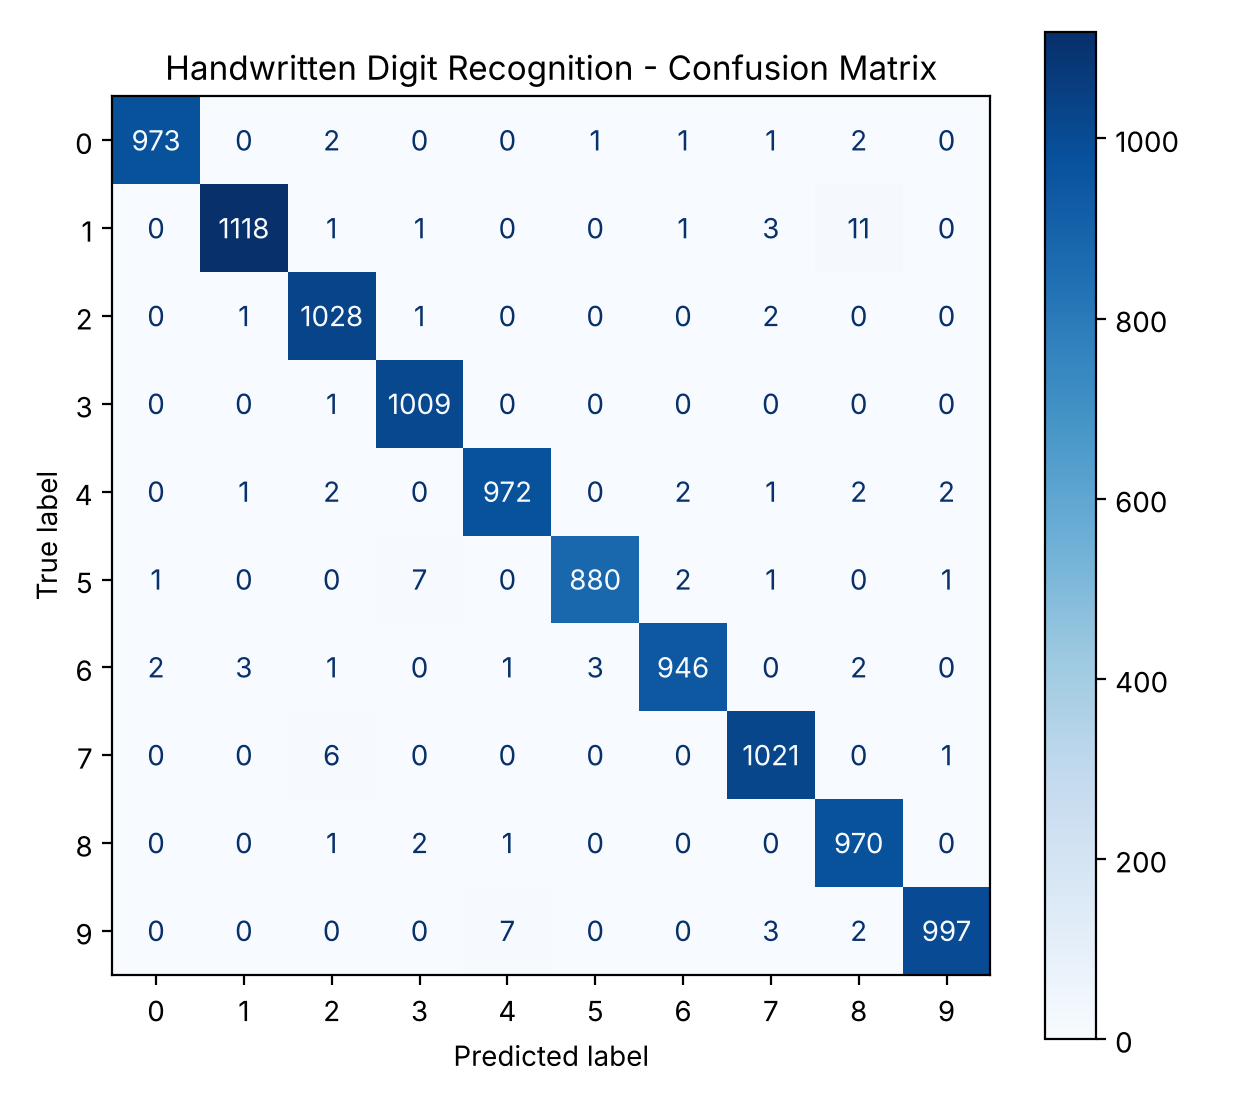 Handwritten Digit Recognition - Confusion Matrix
0 973 0 2 0 0 1 1 1 2 0
1 0 1118 1 1 0 0 1 3 11 0
2 0 1 1028 1 0 0 0 2 0 0
3 0 0 1 1009 0 0 0 0 0 0
4 0 1 2 0 972 0 2 1 2 2
5 1 0 0 7 0 880 2 1 0 1
6 2 3 1 0 1 3 946 0 2 0
7 0 0 6 0 0 0 0 1021 0 1
8 0 0 1 2 1 0 0 0 970 0
9 0 0 0 0 7 0 0 3 2 997
0 1 2 3 4 5 6 7 8 9
Predicted label
True label
1000
800
600
400
200
0